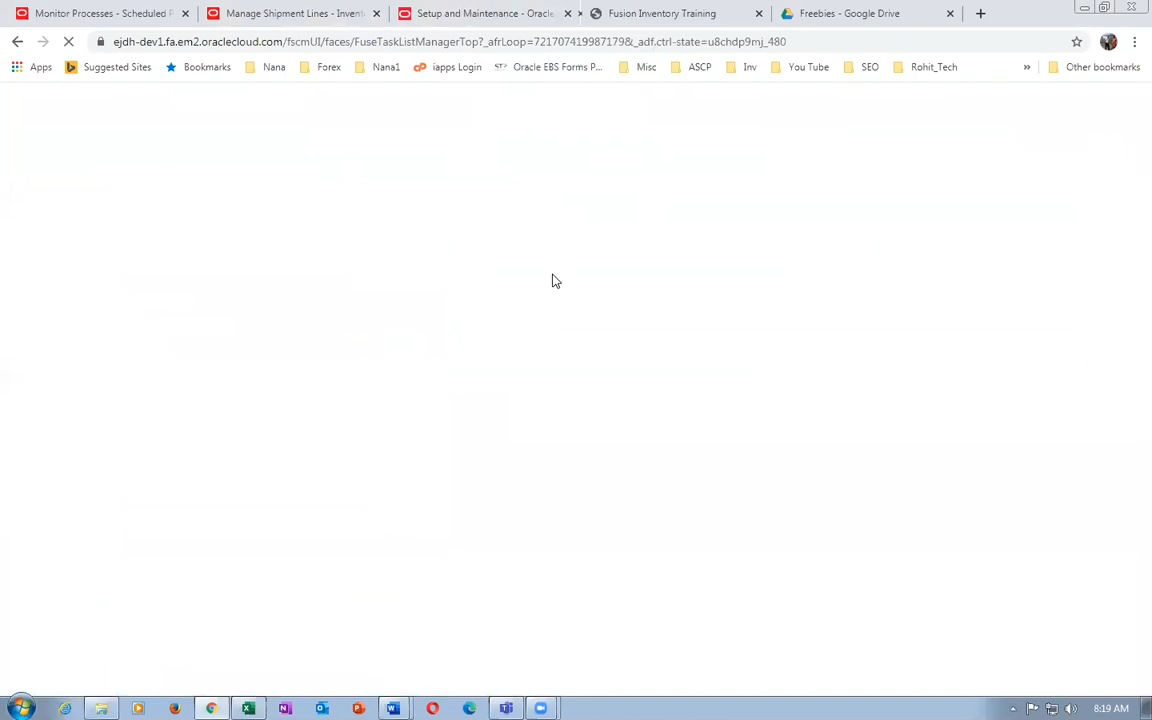 Monitor Processes - Scheduled P
Manage Shipment Lines - Invent
Setup and Maintenance - Oracle
Fusion Inventory Training
Freebies - Google Drive
ejdh-dev1.fa.em2.oraclecloud.com/fscmUI/faces/FuseTaskListManagerTop?_afrLoop=72170741998717​9&_adf.ctrl-state=u8chdp9mj_480
Apps
Suggested Sites
Bookmarks
Nana
Forex
Nana1
iapps Login
Oracle EBS Forms P...
Misc
ASCP
Inv
You Tube
SEO
Rohit_Tech
»
Other bookmarks
8:19 AM